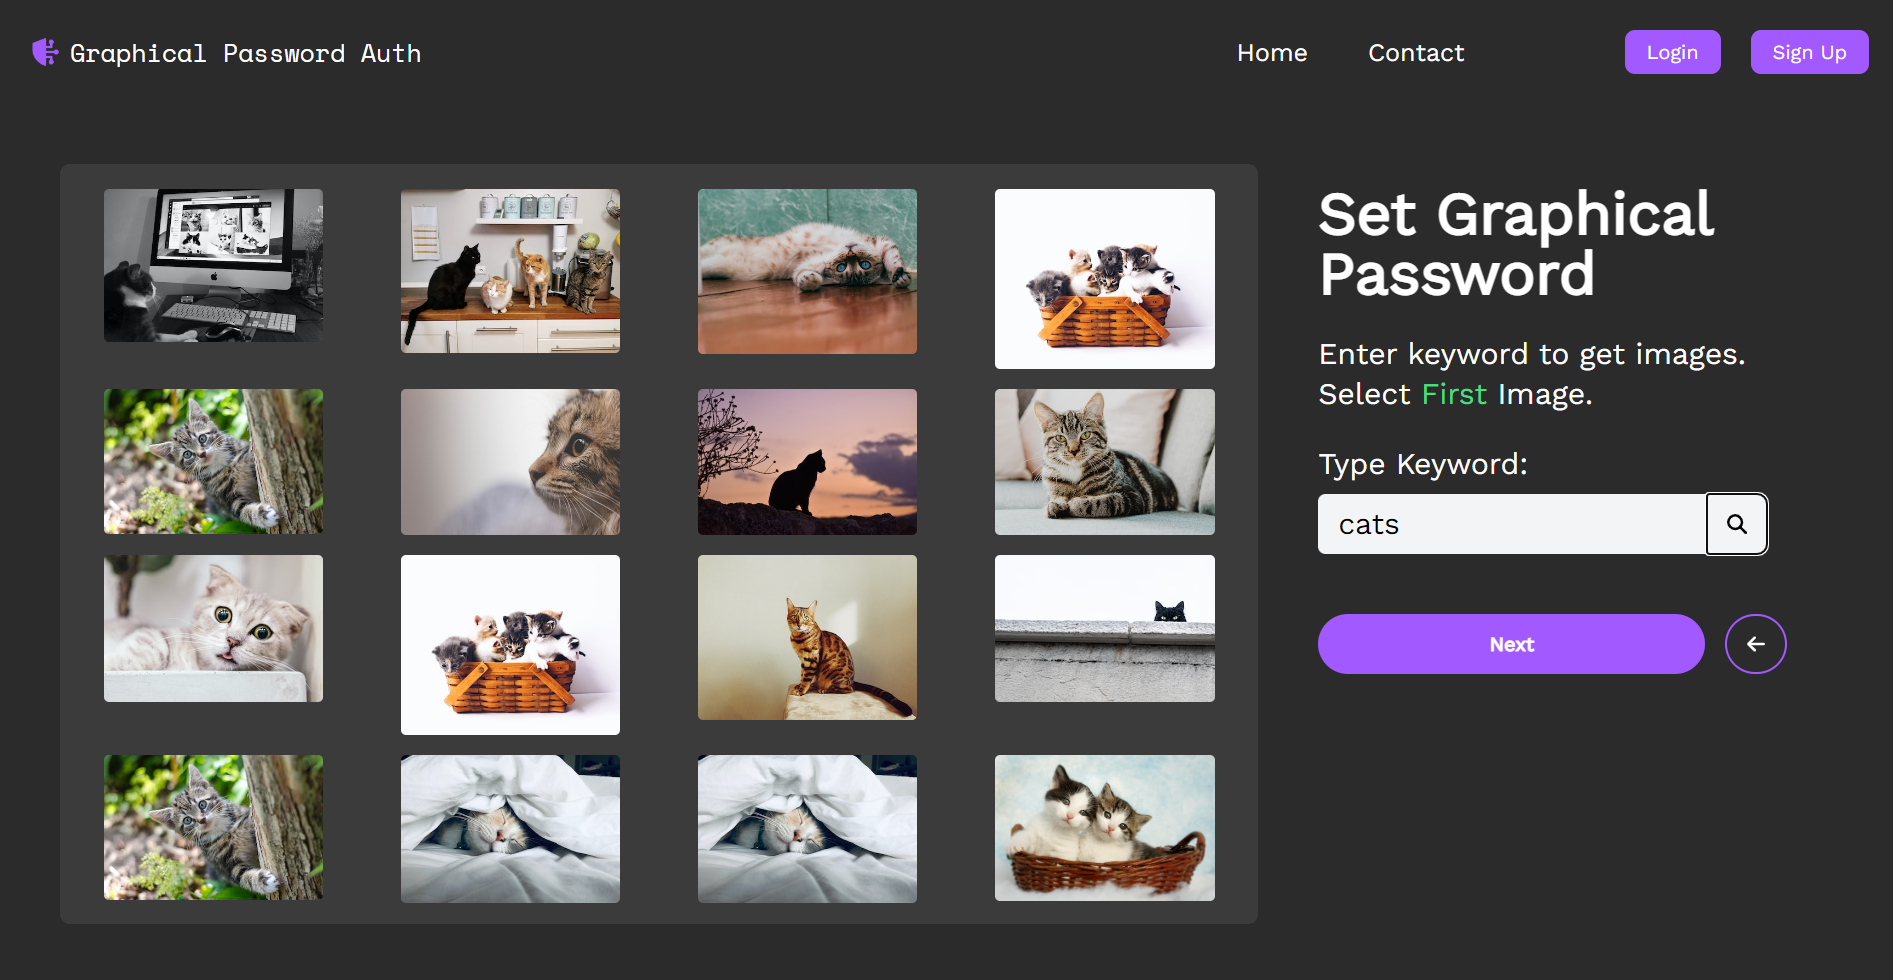 Graphical Password Auth
Home
Contact
Login
Sign Up
Set Graphical
Password
Enter keyword to get images.
Select First Image.
Type Keyword:
cats
Next